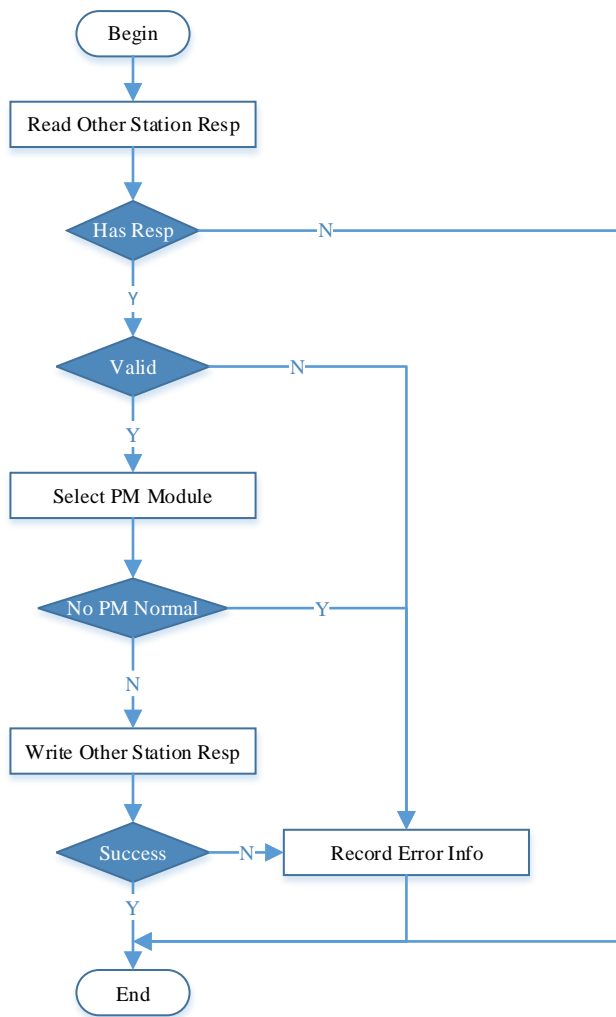 Begin
Read Other Station Resp
Has Resp
N
Y
Valid
N
Y
Select PM Module
No PM Normal
Y
N
Write Other Station Resp
Success
N
Record Error Info
Y
End